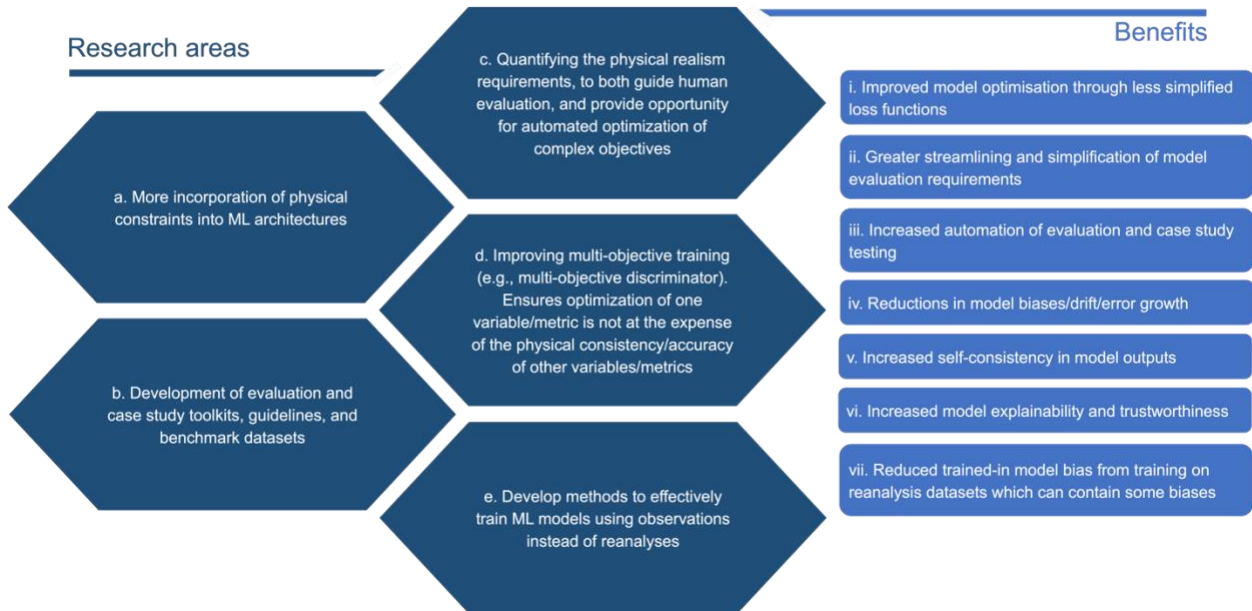 Research areas
a. More incorporation of physical
constraints into ML architectures
b. Development of evaluation and
case study toolkits, guidelines, and
benchmark datasets
c. Quantifying the physical realism
requirements, to both guide human
evaluation, and provide opportunity
for automated optimization of
complex objectives
d. Improving multi-objective training
(e.g., multi-objective discriminator).
Ensures optimization of one
variable/metric is not at the expense
of the physical consistency/accuracy
of other variables/metrics
e. Develop methods to effectively
train ML models using observations
instead of reanalyses
Benefits
i. Improved model optimisation through less simplified
loss functions
ii. Greater streamlining and simplification of model
evaluation requirements
iii. Increased automation of evaluation and case study
testing
iv. Reductions in model biases/drift/error growth
v. Increased self-consistency in model outputs
vi. Increased model explainability and trustworthiness
vii. Reduced trained-in model bias from training on
reanalysis datasets which can contain some biases